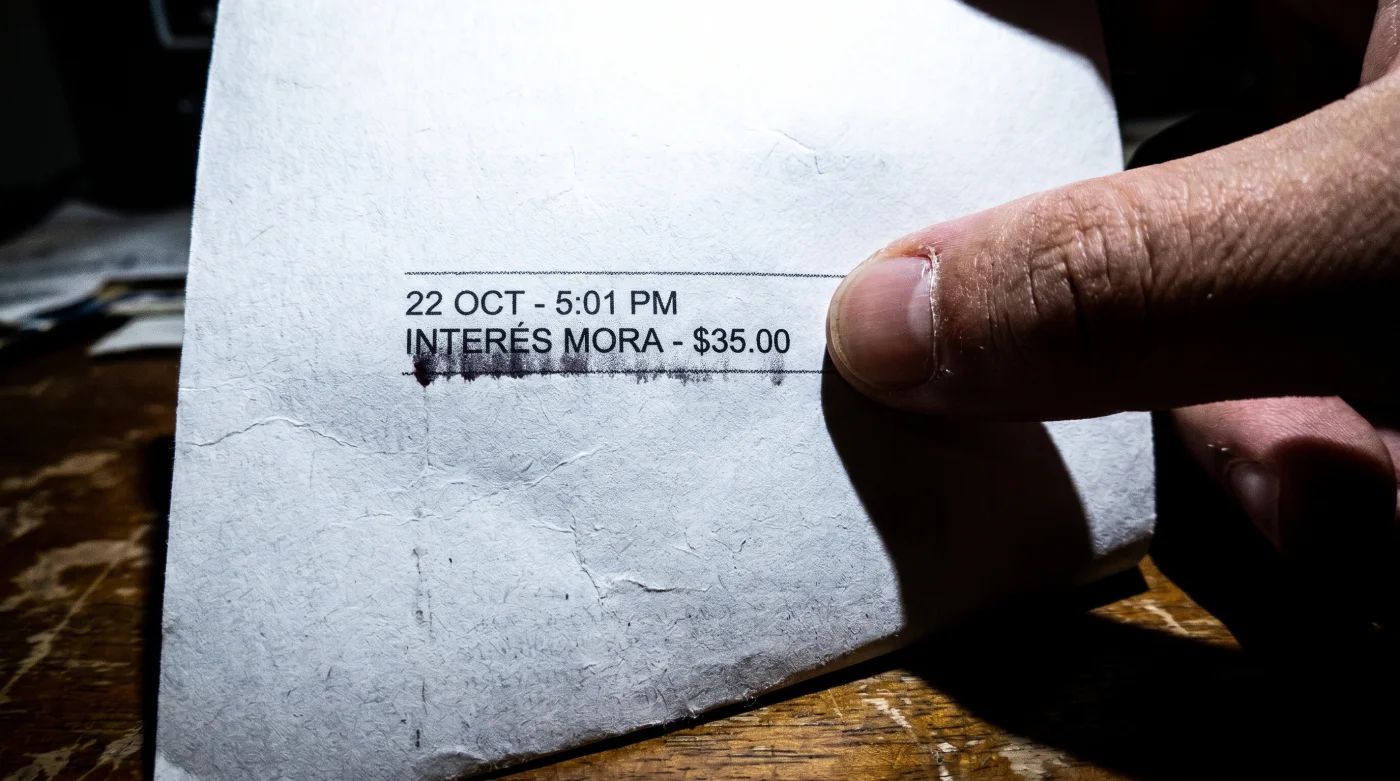 22 OCT - 5:01 PM
INTERÉS MORA - $35.00